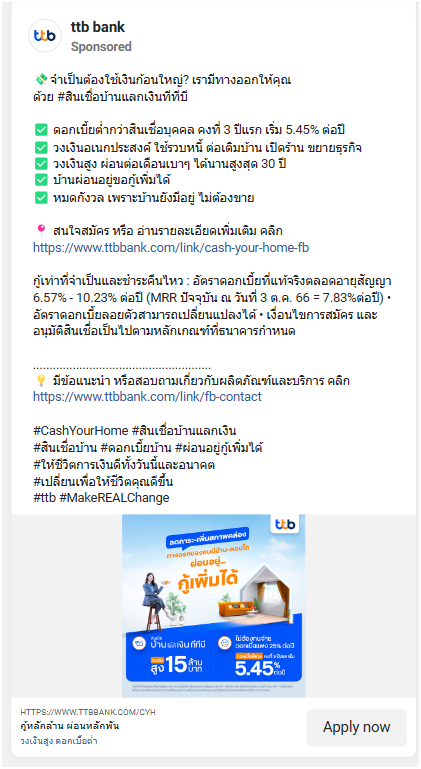 ttb bank
ttb
Sponsored
💸 จำเป็นต้องใช้เงินก้อนใหญ่? เรามีทางออกให้คุณ
ด้วย #สินเชื่อบ้านแลกเงินทีทีบี
✅ ดอกเบี้ยต่ำกว่าสินเชื่อบุคคล คงที่ 3 ปีแรก เริ่ม 5.45% ต่อปี
✅ วงเงินอเนกประสงค์ ใช้รวบหนี้ ต่อเติมบ้าน เปิดร้าน ขยายธุรกิจ
✅ วงเงินสูง ผ่อนต่อเดือนเบาๆ ได้นานสูงสุด 30 ปี
✅ บ้านผ่อนอยู่ขอกู้เพิ่มได้
✅ หมดกังวล เพราะบ้านยังมีอยู่ ไม่ต้องขาย
📍 สนใจสมัคร หรือ อ่านรายละเอียดเพิ่มเติม คลิก
https://www.ttbbank.com/link/cash-your-home-fb
กู้เท่าที่จำเป็นและชำระคืนไหว : อัตราดอกเบี้ยที่แท้จริงตลอดอายุสัญญา
6.57% - 10.23% ต่อปี (MRR ปัจจุบัน ณ วันที่ 3 ต.ค. 66 = 7.83%ต่อปี) •
อัตราดอกเบี้ยลอยตัวสามารถเปลี่ยนแปลงได้ • เงื่อนไขการสมัคร และ
อนุมัติสินเชื่อเป็นไปตามหลักเกณฑ์ที่ธนาคารกำหนด
......................................................
💡 มีข้อแนะนำ หรือสอบถามเกี่ยวกับผลิตภัณฑ์และบริการ คลิก
https://www.ttbbank.com/link/fb-contact
#CashYourHome #สินเชื่อบ้านแลกเงิน
#สินเชื่อบ้าน #ดอกเบี้ยบ้าน #ผ่อนอยู่กู้เพิ่มได้
#ให้ชีวิตการเงินดีทั้งวันนี้และอนาคต
#เปลี่ยนเพื่อให้ชีวิตคุณดีขึ้น
#ttb #MakeREALChange
ttb
ลดภาระ-เพิ่มสภาพคล่อง
ทางออกของคนมีบ้าน-คอนโด
ผ่อนอยู่...
กู้เพิ่มได้
สินเชื่อ
บ้านแลกเงิน ทีทีบี
วงเงิน
สูง 15 ล้าน
บาท
ไม่ต้องทนจ่าย
ดอกเบี้ยแพง 25% ต่อปี
5.45% ต่อปี
HTTPS://WWW.TTBBANK.COM/CYH
กู้หลักล้าน ผ่อนหลักพัน
วงเงินสูง ดอกเบี้ยต่ำ
Apply now